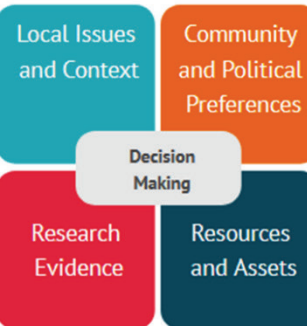 Local Issues
and Context
Community
and Political
Preferences
Decision
Making
Research
Evidence
Resources
and Assets